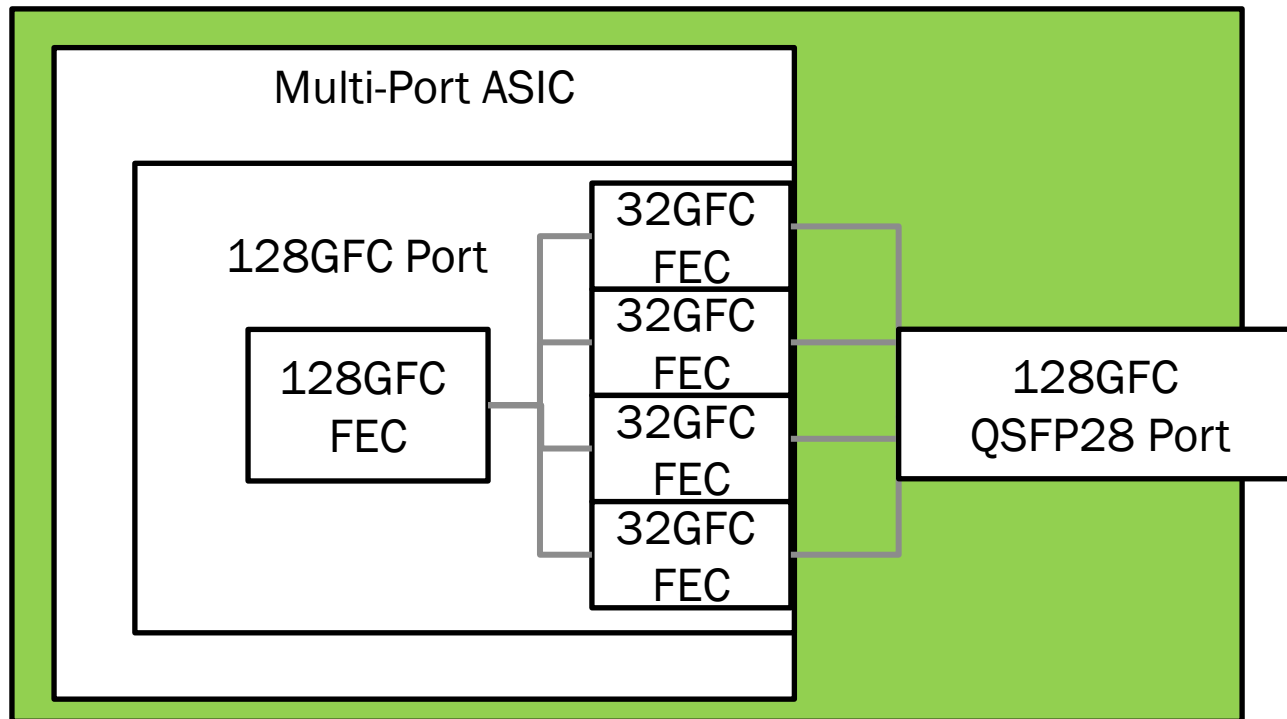 Multi-Port ASIC
128GFC Port
128GFC
FEC
32GFC
FEC
32GFC
FEC
32GFC
FEC
32GFC
FEC
128GFC
QSFP28 Port